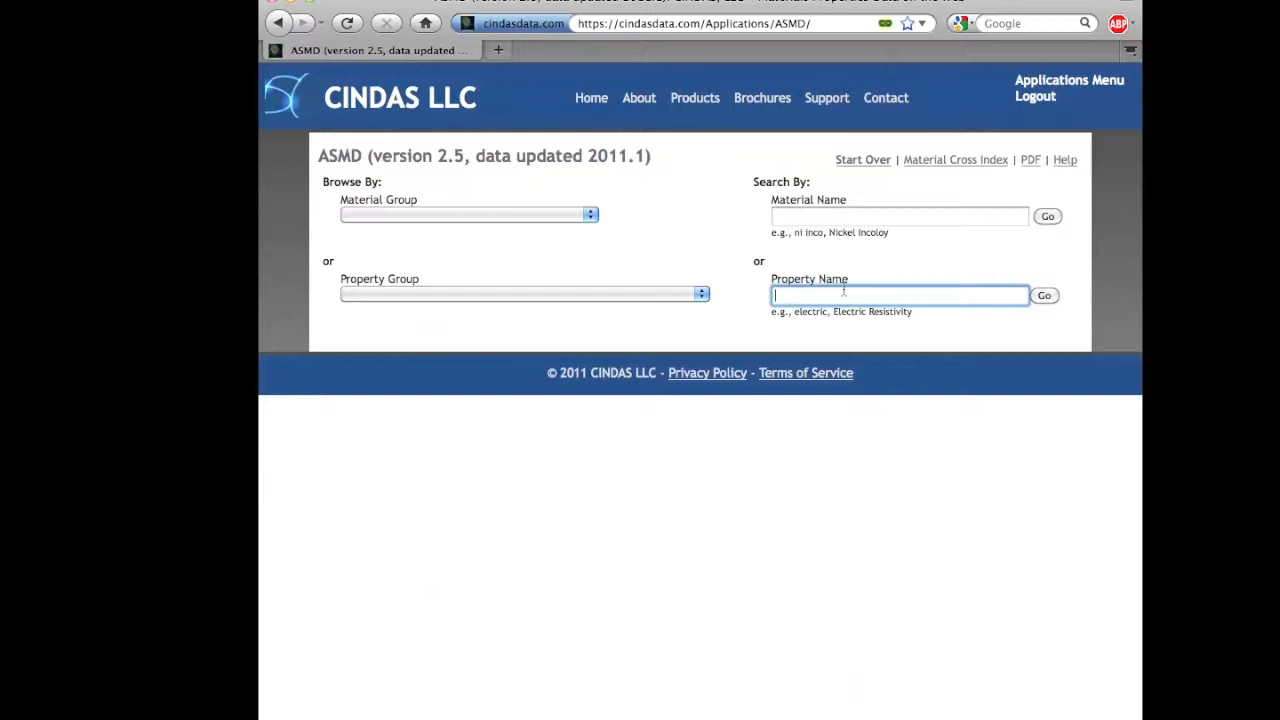 cindasdata.com
https://cindasdata.com/Applications/ASMD/
Google
ABP
ASMD (version 2.5, data updated ...
CINDAS LLC
Home
About
Products
Brochures
Support
Contact
Applications Menu
Logout
ASMD (version 2.5, data updated 2011.1)
Start Over | Material Cross Index | PDF | Help
Browse By:
Material Group
or
Property Group
Search By:
Material Name
Go
e.g., ni inco, Nickel Incoloy
or
Property Name
Go
e.g., electric, Electric Resistivity
© 2011 CINDAS LLC - Privacy Policy - Terms of Service